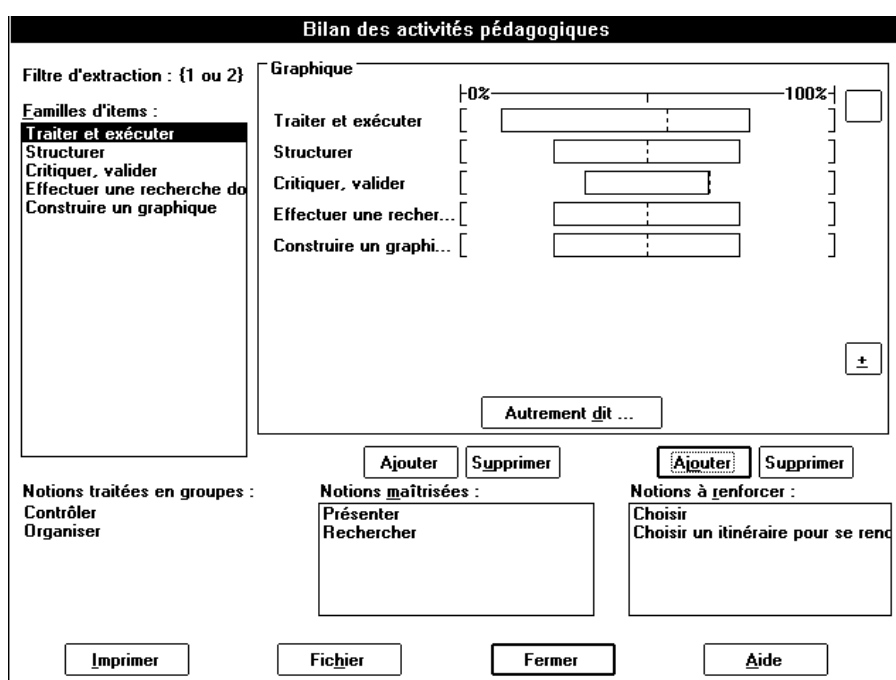 Bilan des activités pédagogiques
Filtre d'extraction : {1 ou 2}
Familles d'items :
Traiter et exécuter
Structurer
Critiquer, valider
Effectuer une recherche do
Construire un graphique
Graphique
0% 100%
Traiter et exécuter
Structurer
Critiquer, valider
Effectuer une recher...
Construire un graphi...
±
Autrement dit ...
Ajouter Supprimer Ajouter Supprimer
Notions traitées en groupes :
Contrôler
Organiser
Notions maîtrisées :
Présenter
Rechercher
Notions à renforcer :
Choisir
Choisir un itinéraire pour se rend
Imprimer Fichier Fermer Aide